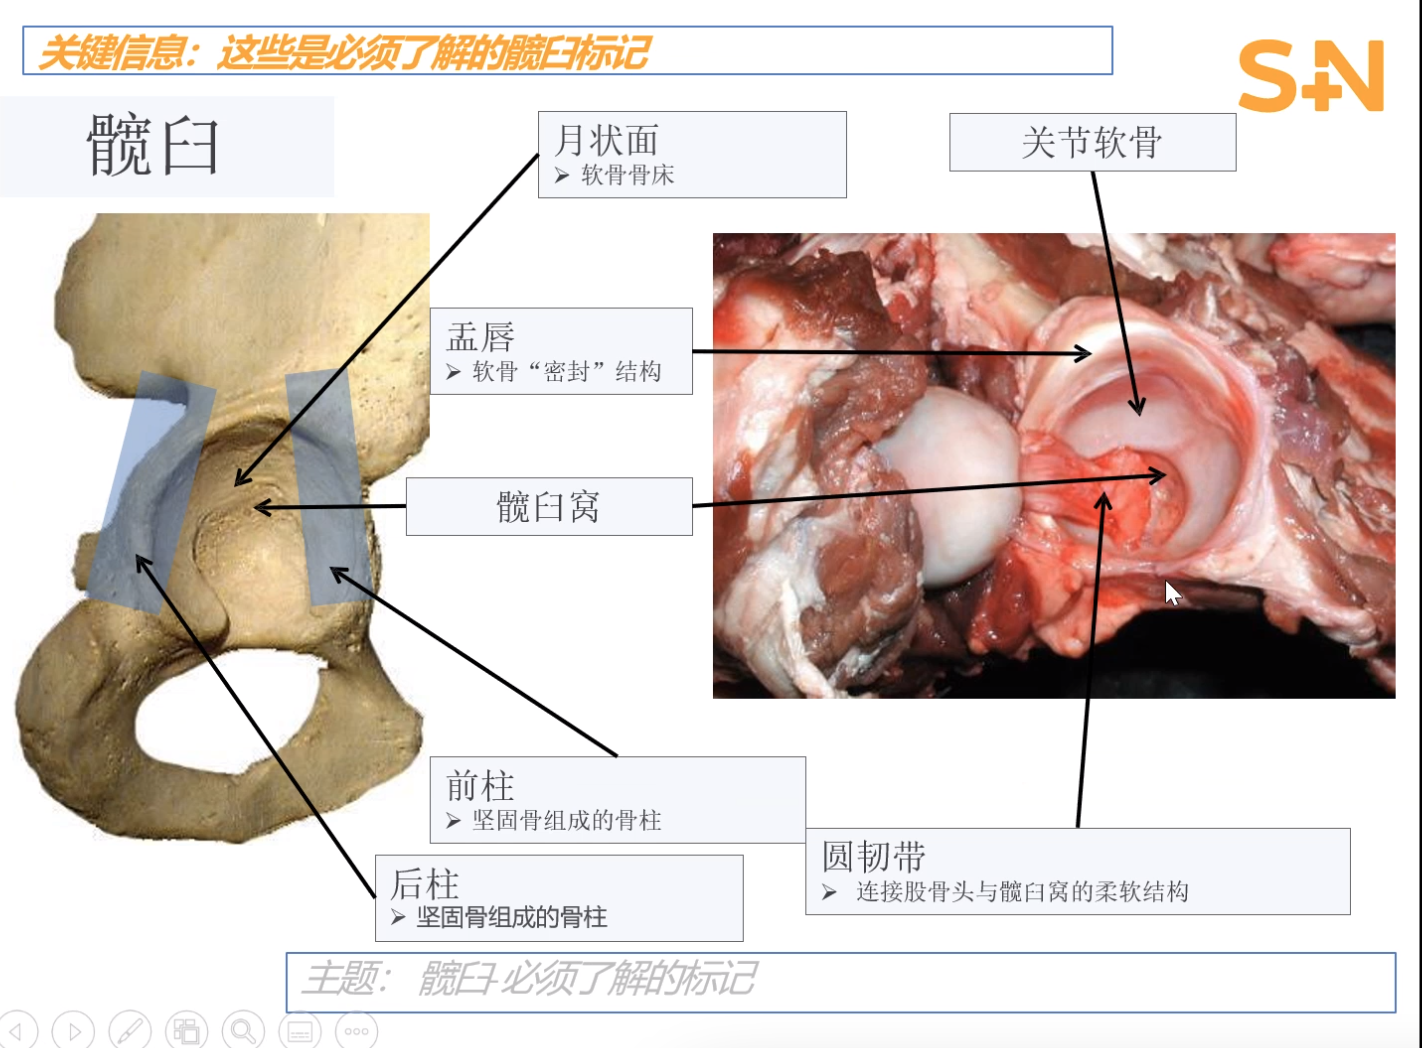 关键信息：这些是必须了解的髋臼标记
S+N
髋臼
月状面
➢ 软骨骨床
关节软骨
盂唇
➢ 软骨“密封”结构
髋臼窝
前柱
➢ 坚固骨组成的骨柱
圆韧带
➢ 连接股骨头与髋臼窝的柔软结构
后柱
➢ 坚固骨组成的骨柱
主题： 髋臼-必须了解的标记